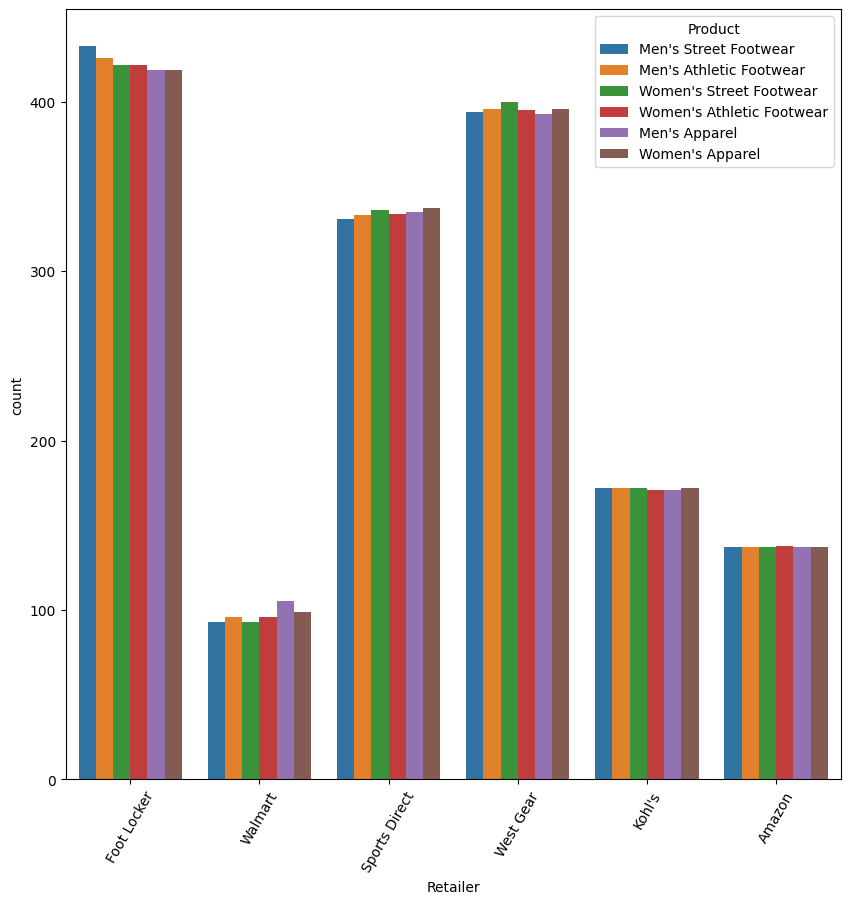 Product
Men's Street Footwear
Men's Athletic Footwear
Women's Street Footwear
Women's Athletic Footwear
Men's Apparel
Women's Apparel
400
300
200
100
0
count
Foot Locker
Walmart
Sports Direct
West Gear
Kohl's
Amazon
Retailer